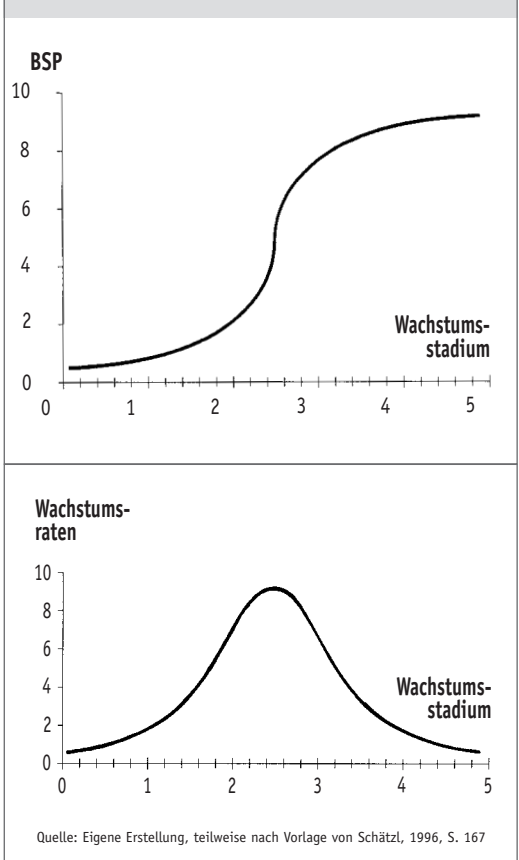 BSP
10
8
6
4
2
0
0 1 2 3 4 5
Wachstums-
stadium
Wachstums-
raten
10
8
6
4
2
0
0 1 2 3 4 5
Wachstums-
stadium
Quelle: Eigene Erstellung, teilweise nach Vorlage von Schätzl, 1996, S. 167